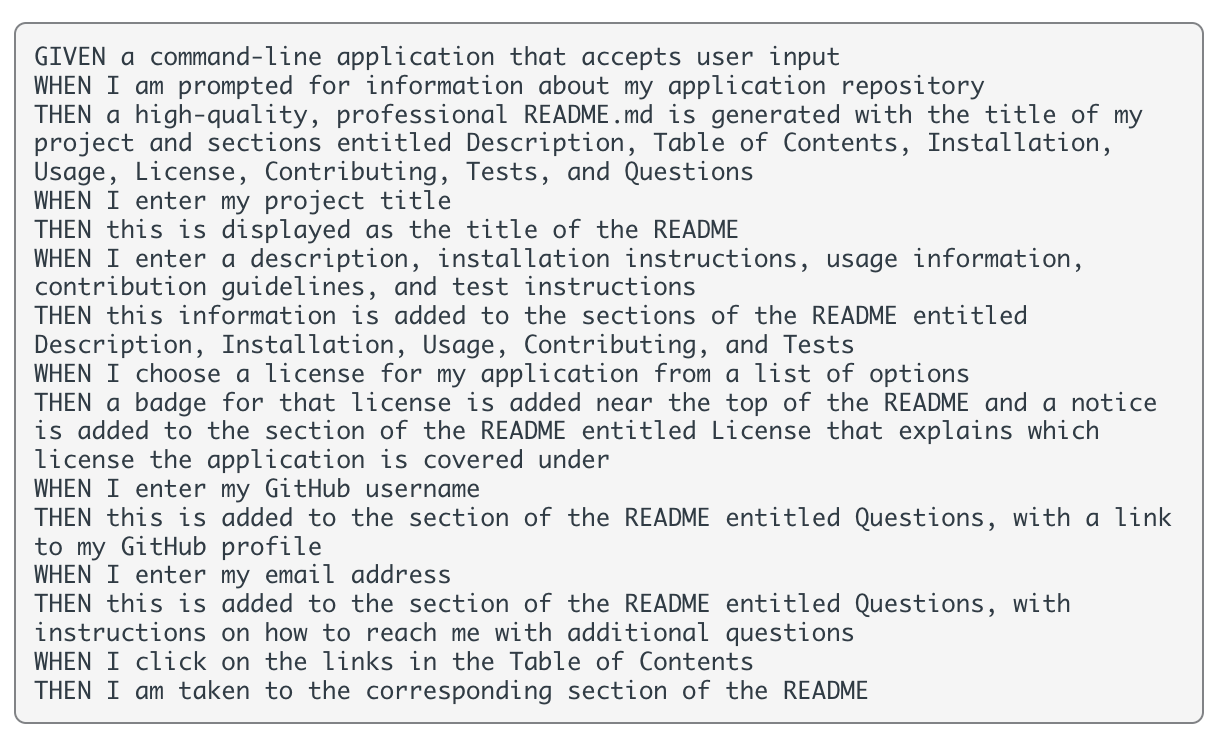 GIVEN a command-line application that accepts user input
WHEN I am prompted for information about my application repository
THEN a high-quality, professional README.md is generated with the title of my
project and sections entitled Description, Table of Contents, Installation,
Usage, License, Contributing, Tests, and Questions
WHEN I enter my project title
THEN this is displayed as the title of the README
WHEN I enter a description, installation instructions, usage information,
contribution guidelines, and test instructions
THEN this information is added to the sections of the README entitled
Description, Installation, Usage, Contributing, and Tests
WHEN I choose a license for my application from a list of options
THEN a badge for that license is added near the top of the README and a notice
is added to the section of the README entitled License that explains which
license the application is covered under
WHEN I enter my GitHub username
THEN this is added to the section of the README entitled Questions, with a link
to my GitHub profile
WHEN I enter my email address
THEN this is added to the section of the README entitled Questions, with
instructions on how to reach me with additional questions
WHEN I click on the links in the Table of Contents
THEN I am taken to the corresponding section of the README